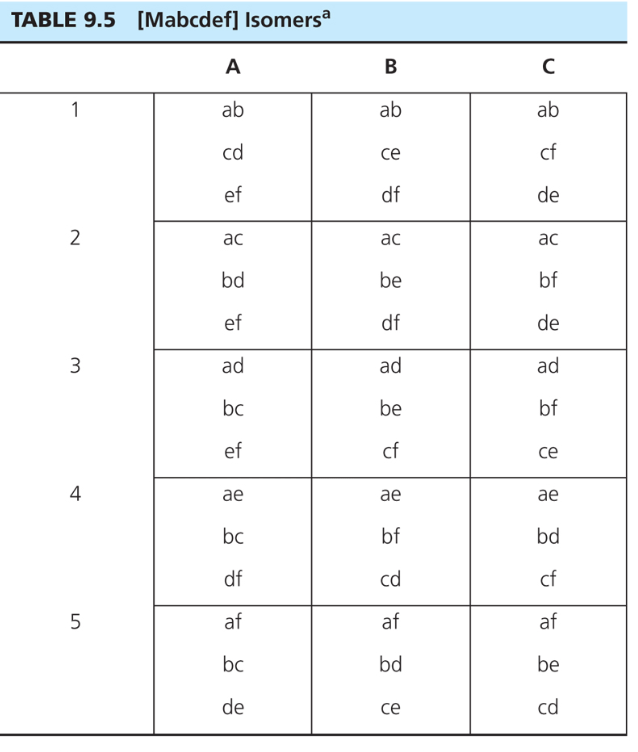 TABLE 9.5 [Mabcdef] Isomersᵃ
A B C
1 ab ab ab
cd ce cf
ef df de
2 ac ac ac
bd be bf
ef df de
3 ad ad ad
bc be bf
ef cf ce
4 ae ae ae
bc bf bd
df cd cf
5 af af af
bc bd be
de ce cd